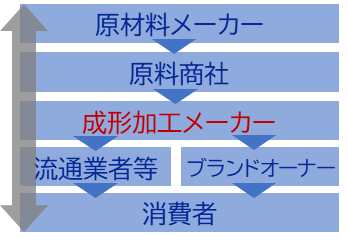 原材料メーカー
原料商社
成形加工メーカー
流通業者等
ブランドオーナー
消費者